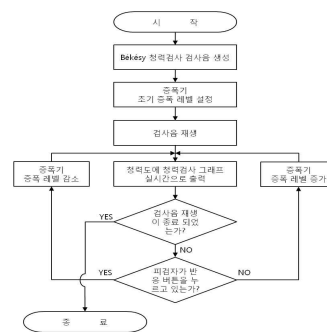 시 작
Békésy 청력검사 검사음 생성
증폭기
초기 증폭 레벨 설정
검사음 재생
증폭기
증폭 레벨 감소
청력도에 청력검사 그래프
실시간으로 출력
증폭기
증폭 레벨 증가
YES
검사음 재생
이 종료 되었
는가?
NO
YES
피검자가 반
응 버튼을 누
르고 있는가?
NO
종 료